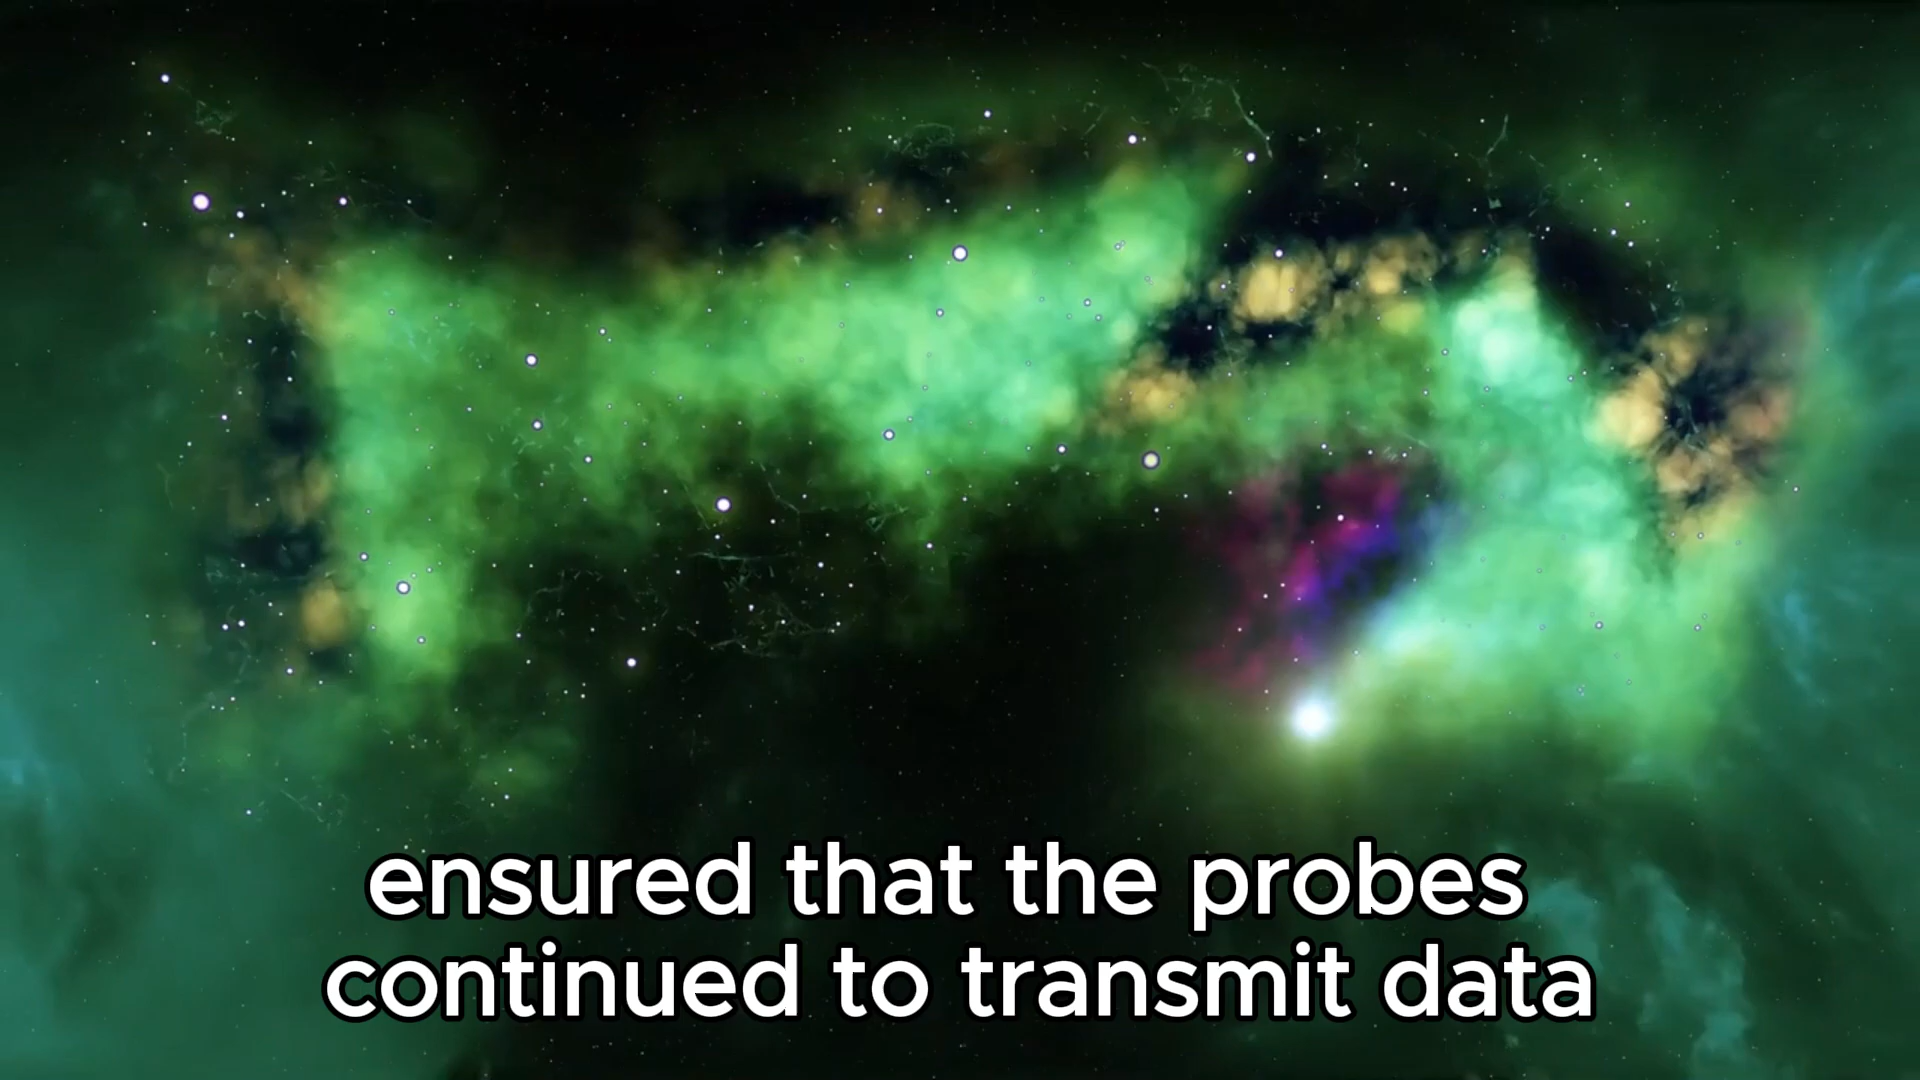 ensured that the probes
continued to transmit data